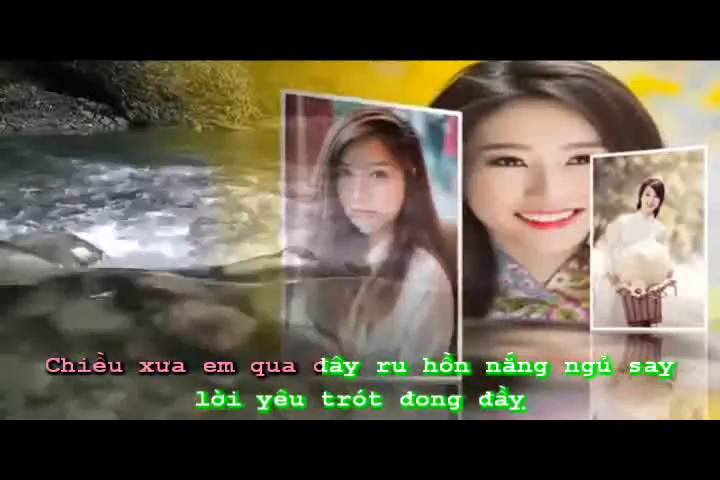 Chiều xưa em qua đây ru hồn nắng ngủ say
lời yêu trót đong đầy